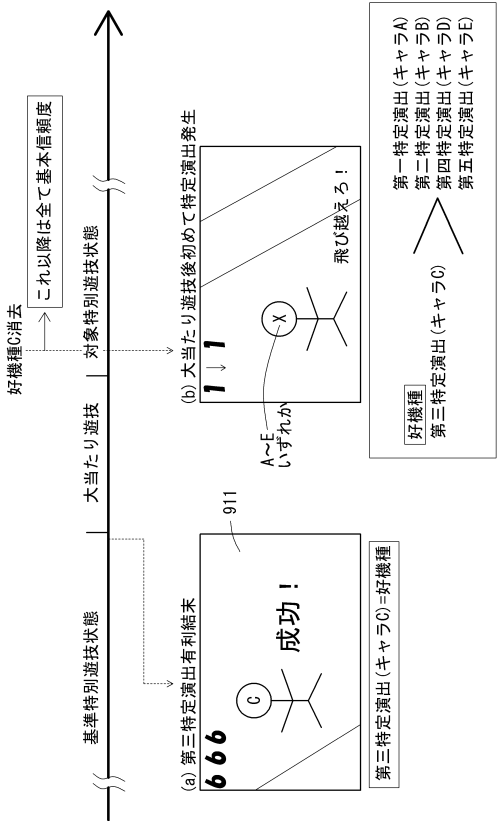 好機種C消去
これ以降は全て基本信頼度
基準特別遊技状態
大当たり遊技
対象特別遊技状態
(a) 第三特定演出有利結末
666
C
成功！
911
第三特定演出(キャラC)=好機種
(b) 大当たり遊技後初めて特定演出発生
1↓1
X
飛び越えろ！
A～E
いずれか
好機種
第三特定演出(キャラC)
＞
第一特定演出(キャラA)
第二特定演出(キャラB)
第四特定演出(キャラD)
第五特定演出(キャラE)